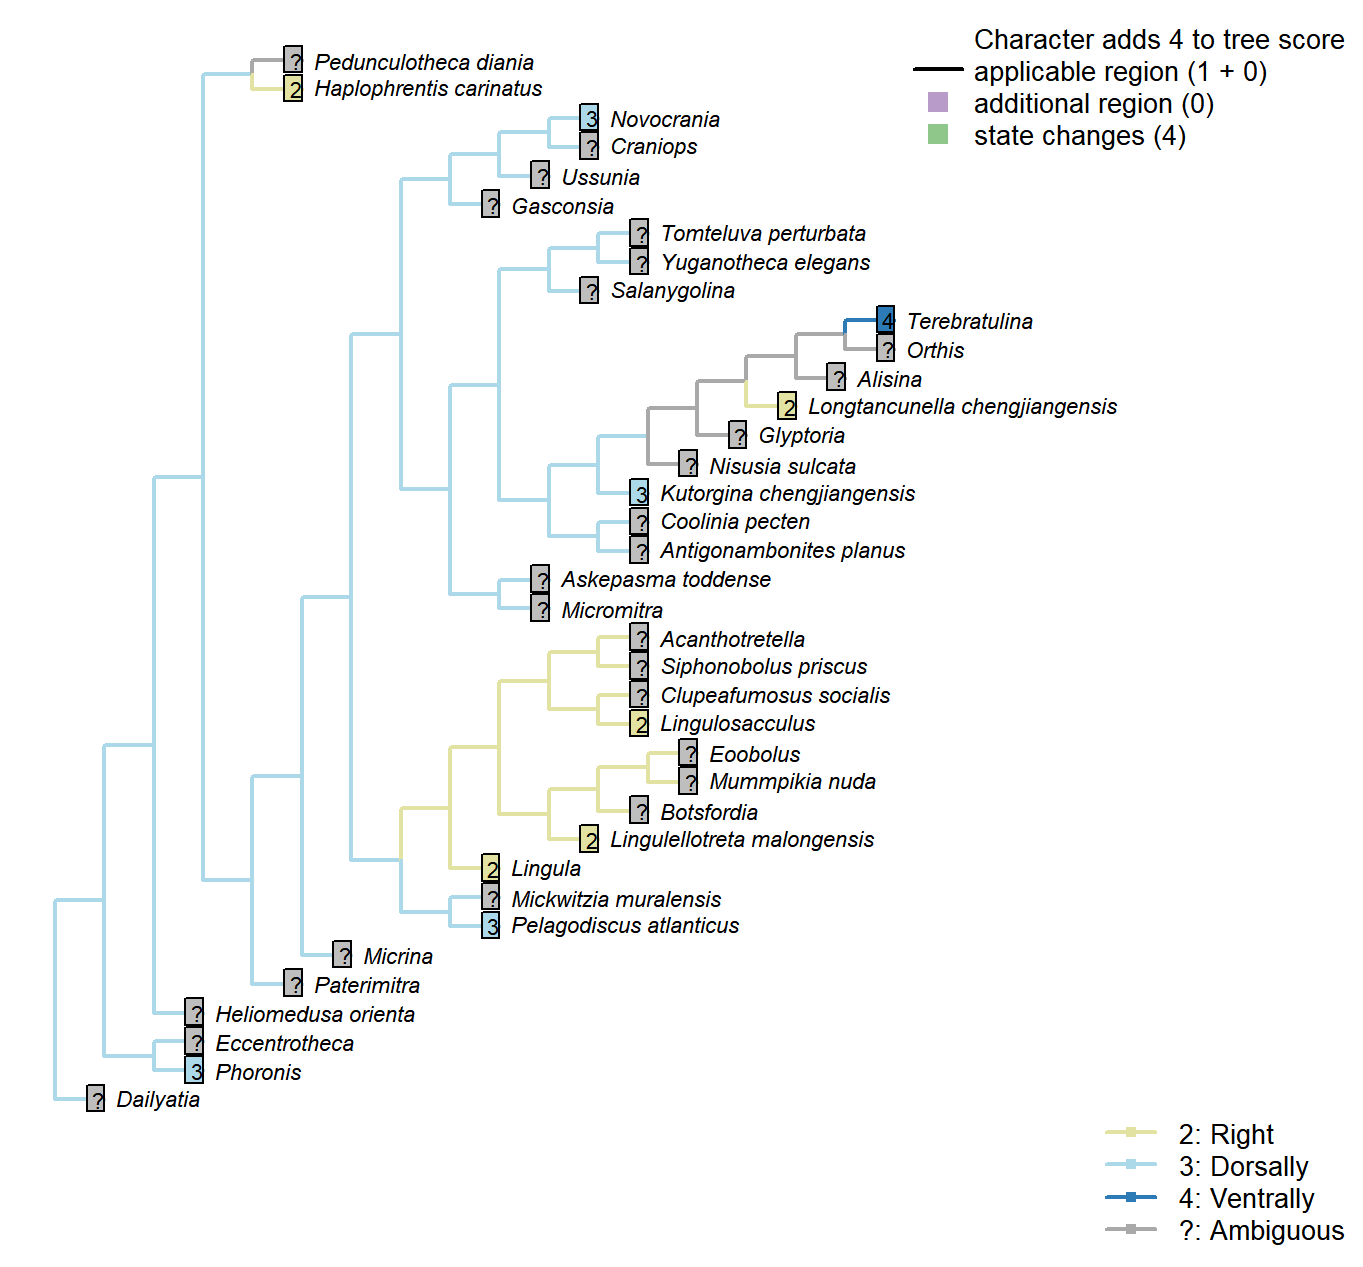 Character adds 4 to tree score
applicable region (1 + 0)
additional region (0)
state changes (4)
? Pedunculotheca diania
2 Haplophrentis carinatus
3 Novocrania
? Craniops
? Ussunia
? Gasconsia
? Tomteluva perturbata
? Yuganotheca elegans
? Salanygolina
4 Terebratulina
? Orthis
? Alisina
2 Longtancunella chengjiangensis
? Glyptoria
? Nisusia sulcata
3 Kutorgina chengjiangensis
? Coolinia pecten
? Antigonambonites planus
? Askepasma toddense
? Micromitra
? Acanthotretella
? Siphonobolus priscus
? Clupeafumosus socialis
2 Lingulosacculus
? Eoobolus
? Mummpikia nuda
? Botsfordia
2 Lingulellotreta malongensis
2 Lingula
? Mickwitzia muralensis
3 Pelagodiscus atlanticus
? Micrina
? Paterimitra
? Heliomedusa orienta
? Eccentrotheca
3 Phoronis
? Dailyatia
2: Right
3: Dorsally
4: Ventrally
?: Ambiguous